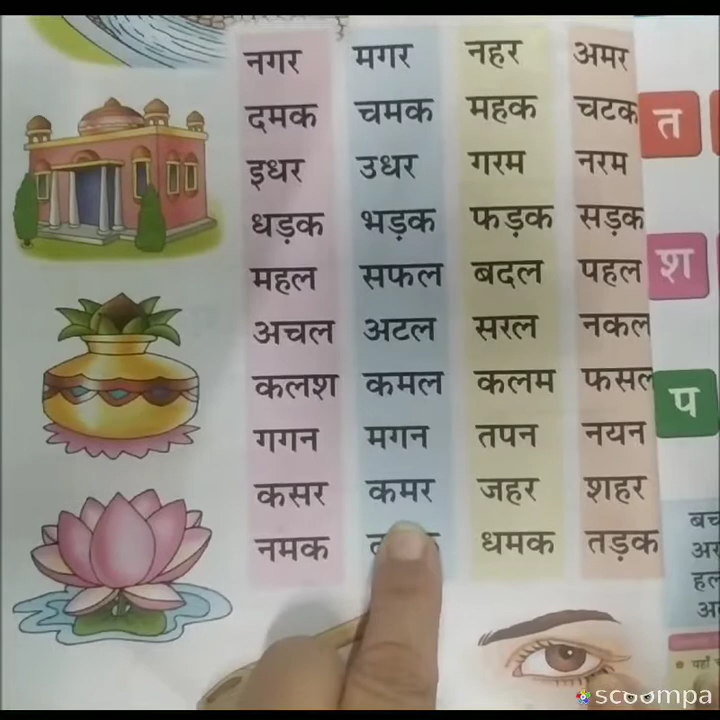 नगर मगर नहर अमर
दमक चमक महक चटक
इधर उधर गरम नरम
धड़क भड़क फड़क सड़क
महल सफल बदल पहल
अचल अटल सरल नकल
कलश कमल कलम फसल
गगन मगन तपन नयन
कसर कमर जहर शहर
नमक धमक तड़क
त
श
प
scoompa